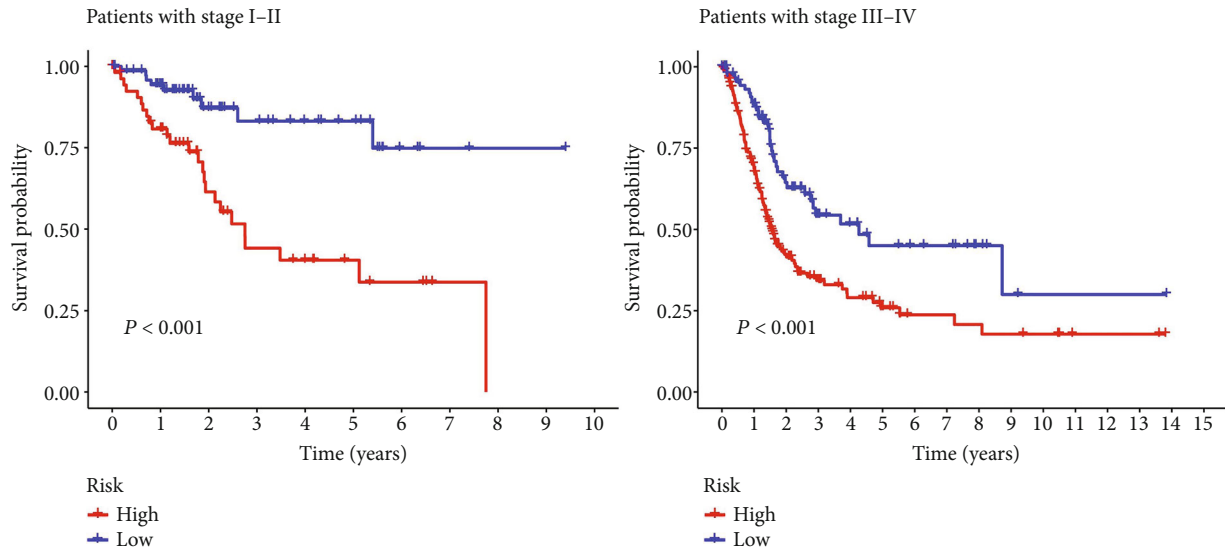 Patients with stage I–II
1.00
0.75
0.50
0.25
0.00
Survival probability
P < 0.001
0 1 2 3 4 5 6 7 8 9 10
Time (years)
Risk
High
Low
Patients with stage III–IV
1.00
0.75
0.50
0.25
0.00
Survival probability
P < 0.001
0 1 2 3 4 5 6 7 8 9 10 11 12 13 14 15
Time (years)
Risk
High
Low